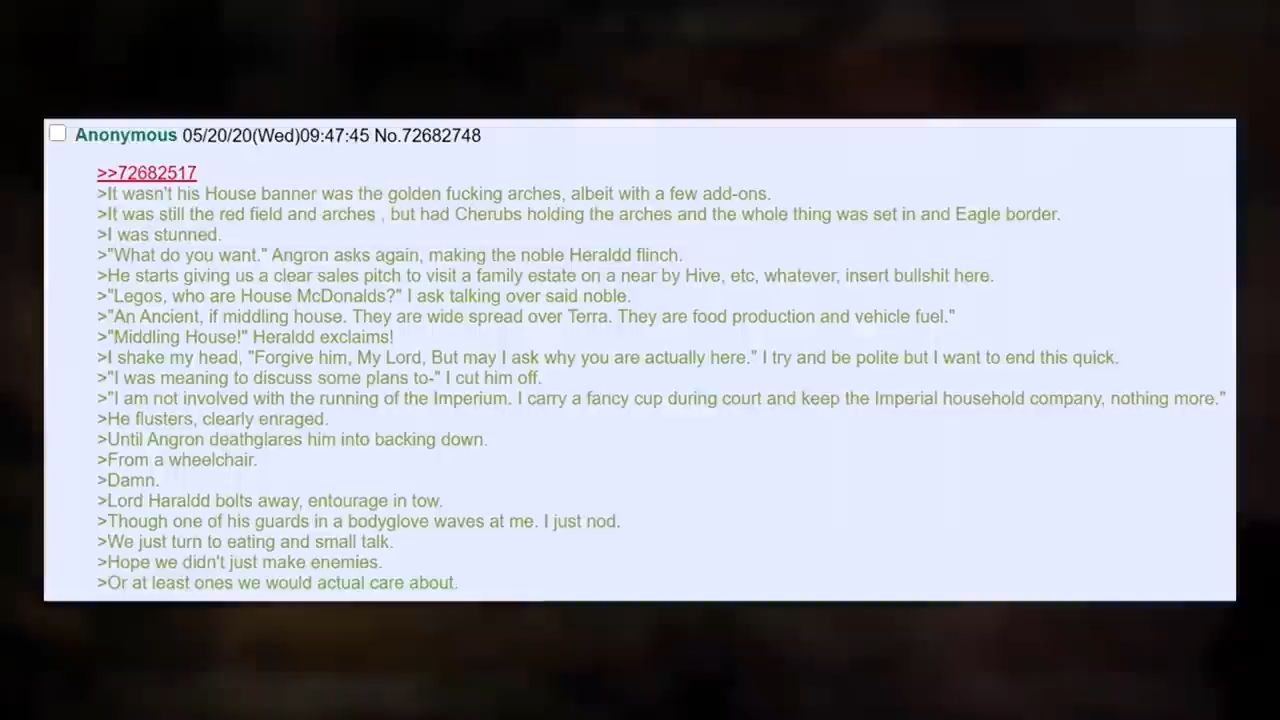 Anonymous 05/20/20(Wed)09:47:45 No.72682748
>>72682517
>It wasn't his House banner was the golden fucking arches, albeit with a few add-ons.
>It was still the red field and arches , but had Cherubs holding the arches and the whole thing was set in and Eagle border.
>I was stunned.
>"What do you want." Angron asks again, making the noble Heraldd flinch.
>He starts giving us a clear sales pitch to visit a family estate on a near by Hive, etc, whatever, insert bullshit here.
>"Legos, who are House McDonalds?" I ask talking over said noble.
>"An Ancient, if middling house. They are wide spread over Terra. They are food production and vehicle fuel."
>"Middling House!" Heraldd exclaims!
>I shake my head, "Forgive him, My Lord, But may I ask why you are actually here." I try and be polite but I want to end this quick.
>"I was meaning to discuss some plans to-" I cut him off.
>"I am not involved with the running of the Imperium. I carry a fancy cup during court and keep the Imperial household company, nothing more."
>He flusters, clearly enraged.
>Until Angron deathglares him into backing down.
>From a wheelchair.
>Damn.
>Lord Haraldd bolts away, entourage in tow.
>Though one of his guards in a bodyglove waves at me. I just nod.
>We just turn to eating and small talk.
>Hope we didn't just make enemies.
>Or at least ones we would actual care about.